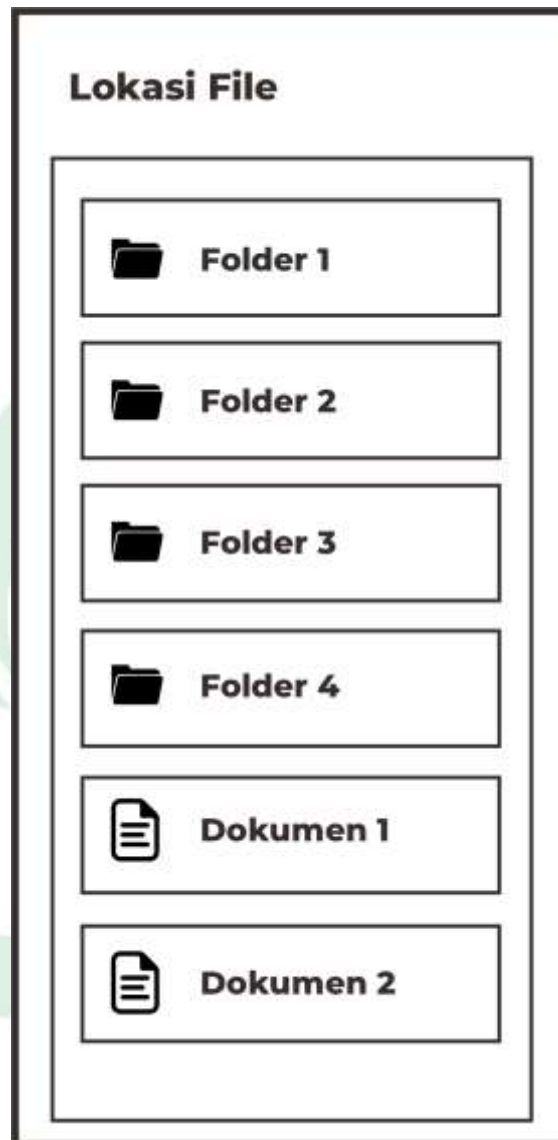 Lokasi File
Folder 1
Folder 2
Folder 3
Folder 4
Dokumen 1
Dokumen 2